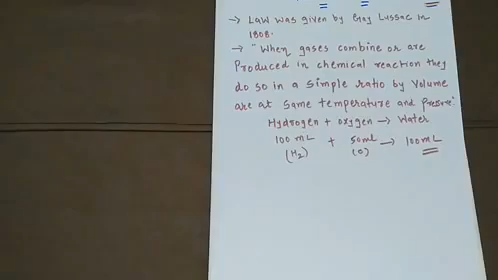 → Law was given by Gay Lussac in
1808.
→ "When gases combine or are
Produced in chemical reaction they
do so in a simple ratio by Volume
are at same temperature and Pressure"
Hydrogen + oxygen → Water
100 mL + 50ml → 100mL
(H2) (O)